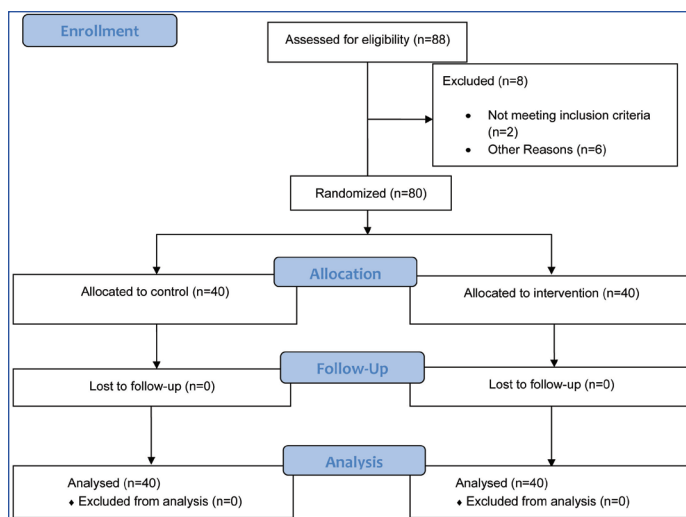 Enrollment
Assessed for eligibility (n=88)
Excluded (n=8)
• Not meeting inclusion criteria
(n=2)
• Other Reasons (n=6)
Randomized (n=80)
Allocation
Allocated to control (n=40)
Allocated to intervention (n=40)
Follow-Up
Lost to follow-up (n=0)
Lost to follow-up (n=0)
Analysis
Analysed (n=40)
♦ Excluded from analysis (n=0)
Analysed (n=40)
♦ Excluded from analysis (n=0)